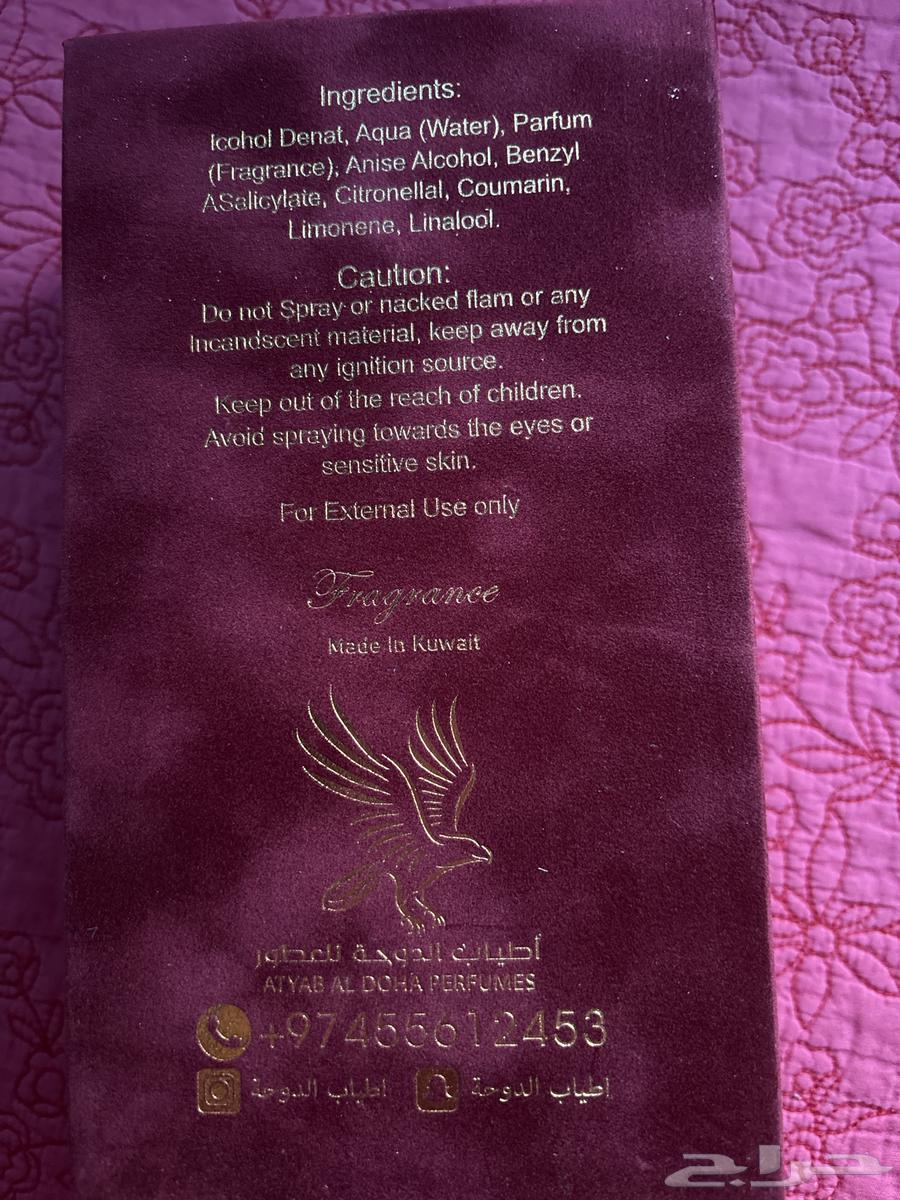 Ingredients:
lcohol Denat, Aqua (Water), Parfum
(Fragrance), Anise Alcohol, Benzyl
ASalicylate, Citronellal, Coumarin,
Limonene, Linalool.
Caution:
Do not Spray or nacked flam or any
Incandscent material, keep away from
any ignition source.
Keep out of the reach of children.
Avoid spraying towards the eyes or
sensitive skin.
For External Use only
Fragrance
Made In Kuwait
أطياب الدوحة للعطور
ATYAB AL DOHA PERFUMES
+97455612453
اطياب الدوحة اطياب الدوحة
حراج